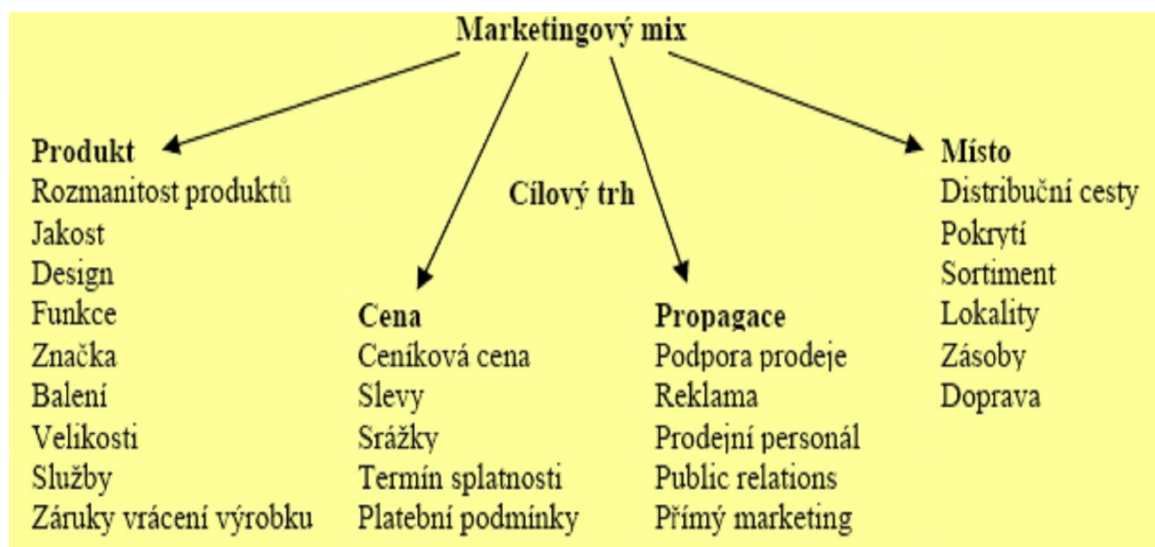 Marketingový mix
Produkt
Rozmanitost produktů
Jakost
Design
Funkce
Značka
Balení
Velikosti
Služby
Záruky vrácení výrobku
Cílový trh
Cena
Ceníková cena
Slevy
Srážky
Termín splatnosti
Platební podmínky
Propagace
Podpora prodeje
Reklama
Prodejní personál
Public relations
Přímý marketing
Místo
Distribuční cesty
Pokrytí
Sortiment
Lokality
Zásoby
Doprava